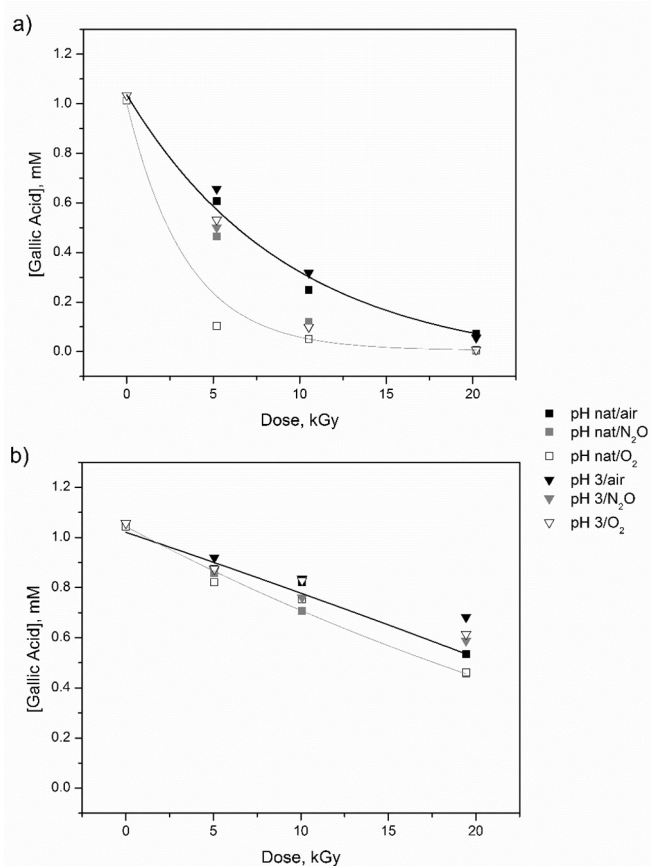 a)
1.2
1.0
0.8
0.6
0.4
0.2
0.0
[Gallic Acid], mM
0 5 10 15 20
Dose, kGy
pH nat/air
pH nat/N₂O
pH nat/O₂
pH 3/air
pH 3/N₂O
pH 3/O₂
b)
1.2
1.0
0.8
0.6
0.4
0.2
0.0
[Gallic Acid], mM
0 5 10 15 20
Dose, kGy